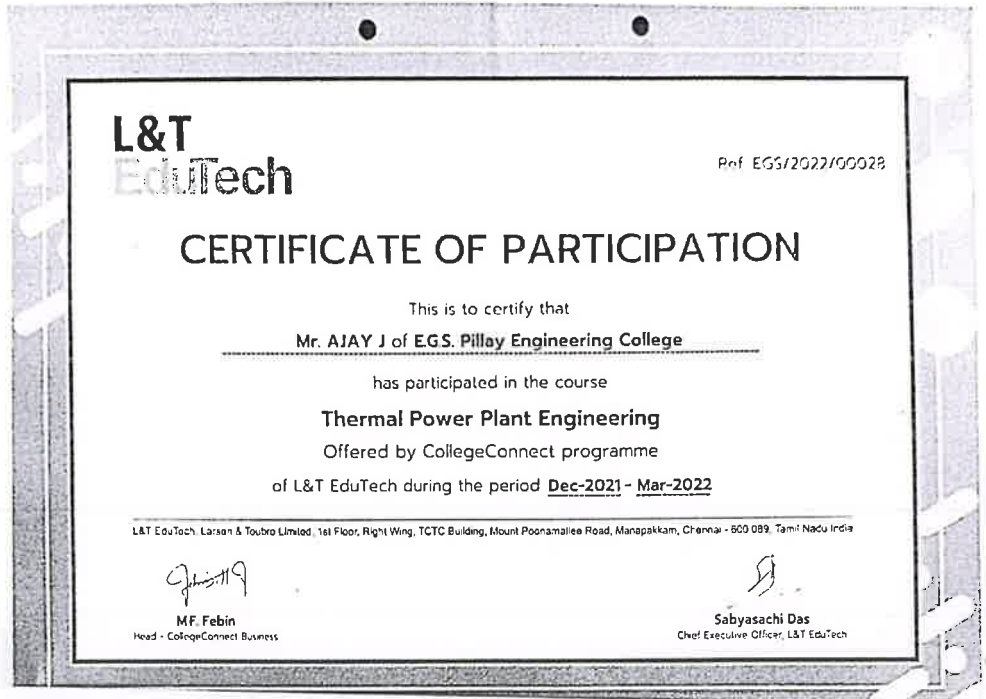 L&T
EduTech
Ref EGS/2022/00028
CERTIFICATE OF PARTICIPATION
This is to certify that
Mr. AJAY J of E.G.S. Pillay Engineering College
has participated in the course
Thermal Power Plant Engineering
Offered by CollegeConnect programme
of L&T EduTech during the period Dec-2021 - Mar-2022
L&T EduTech, Larsen & Toubro Limited, 1st Floor, Right Wing, TCTC Building, Mount Poonamallee Road, Manapakkam, Chennai - 600 089, Tamil Nadu India
M.F. Febin
Head - CollegeConnect Business
Sabyasachi Das
Chief Executive Officer, L&T EduTech